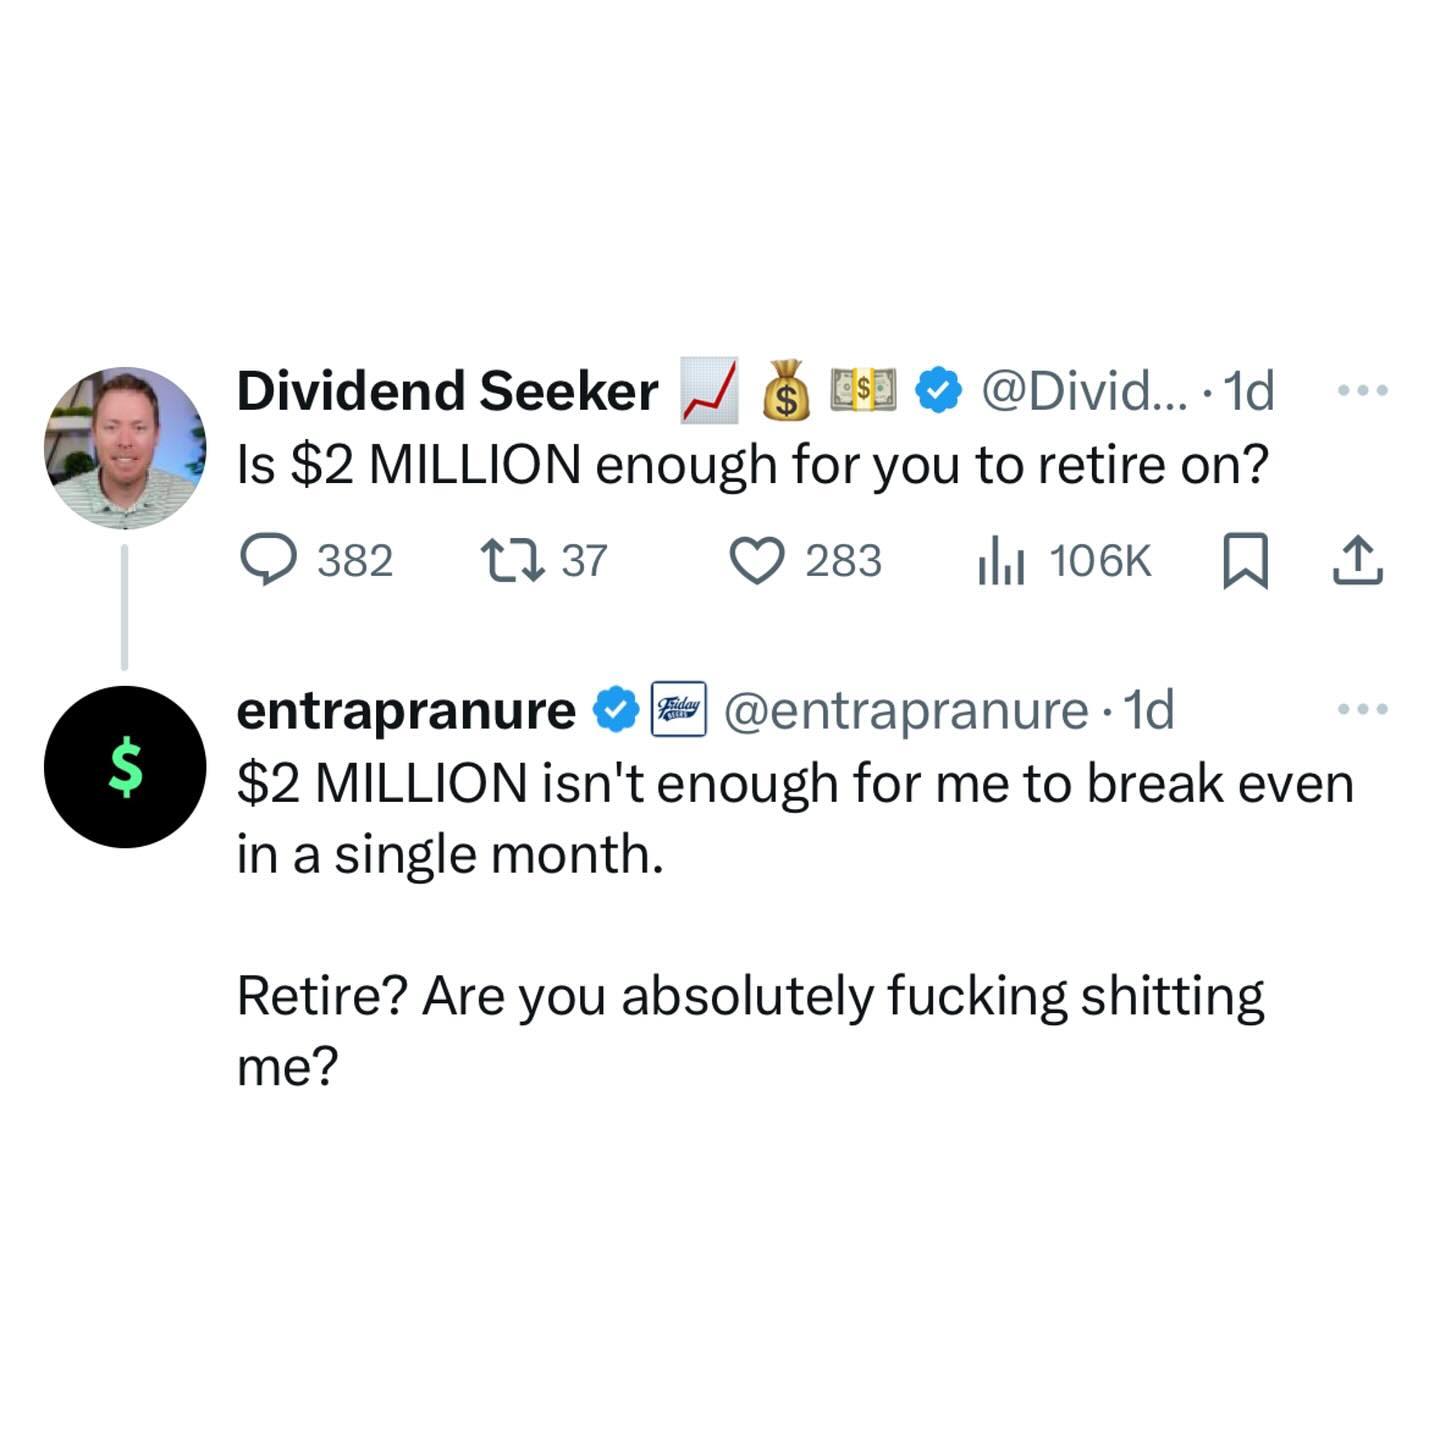 Dividend Seeker 📈 💰 💵 @Divid... · 1d
Is $2 MILLION enough for you to retire on?
382 37 283 106K
entrapranure Friday BEERS @entrapranure · 1d
$2 MILLION isn't enough for me to break even
in a single month.
Retire? Are you absolutely fucking shitting
me?
$